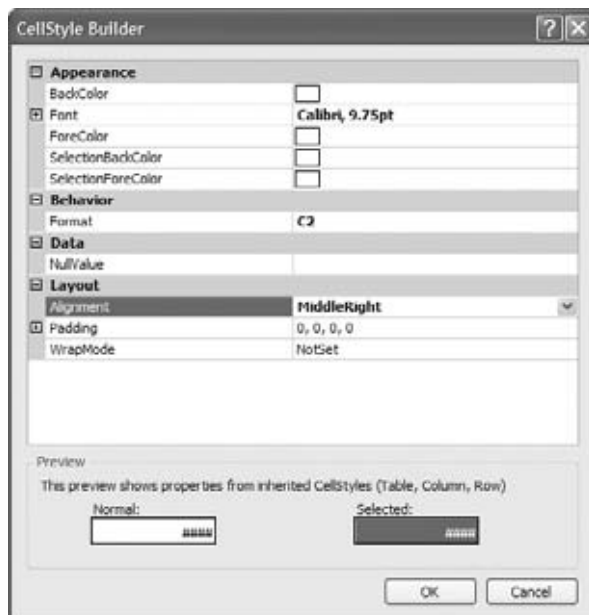 CellStyle Builder
Appearance
BackColor
Font Calibri, 9.75pt
ForeColor
SelectionBackColor
SelectionForeColor
Behavior
Format C2
Data
NullValue
Layout
Alignment MiddleRight
Padding 0, 0, 0, 0
WrapMode NotSet
Preview
This preview shows properties from inherited CellStyles (Table, Column, Row)
Normal: Selected:
#### ####
OK Cancel